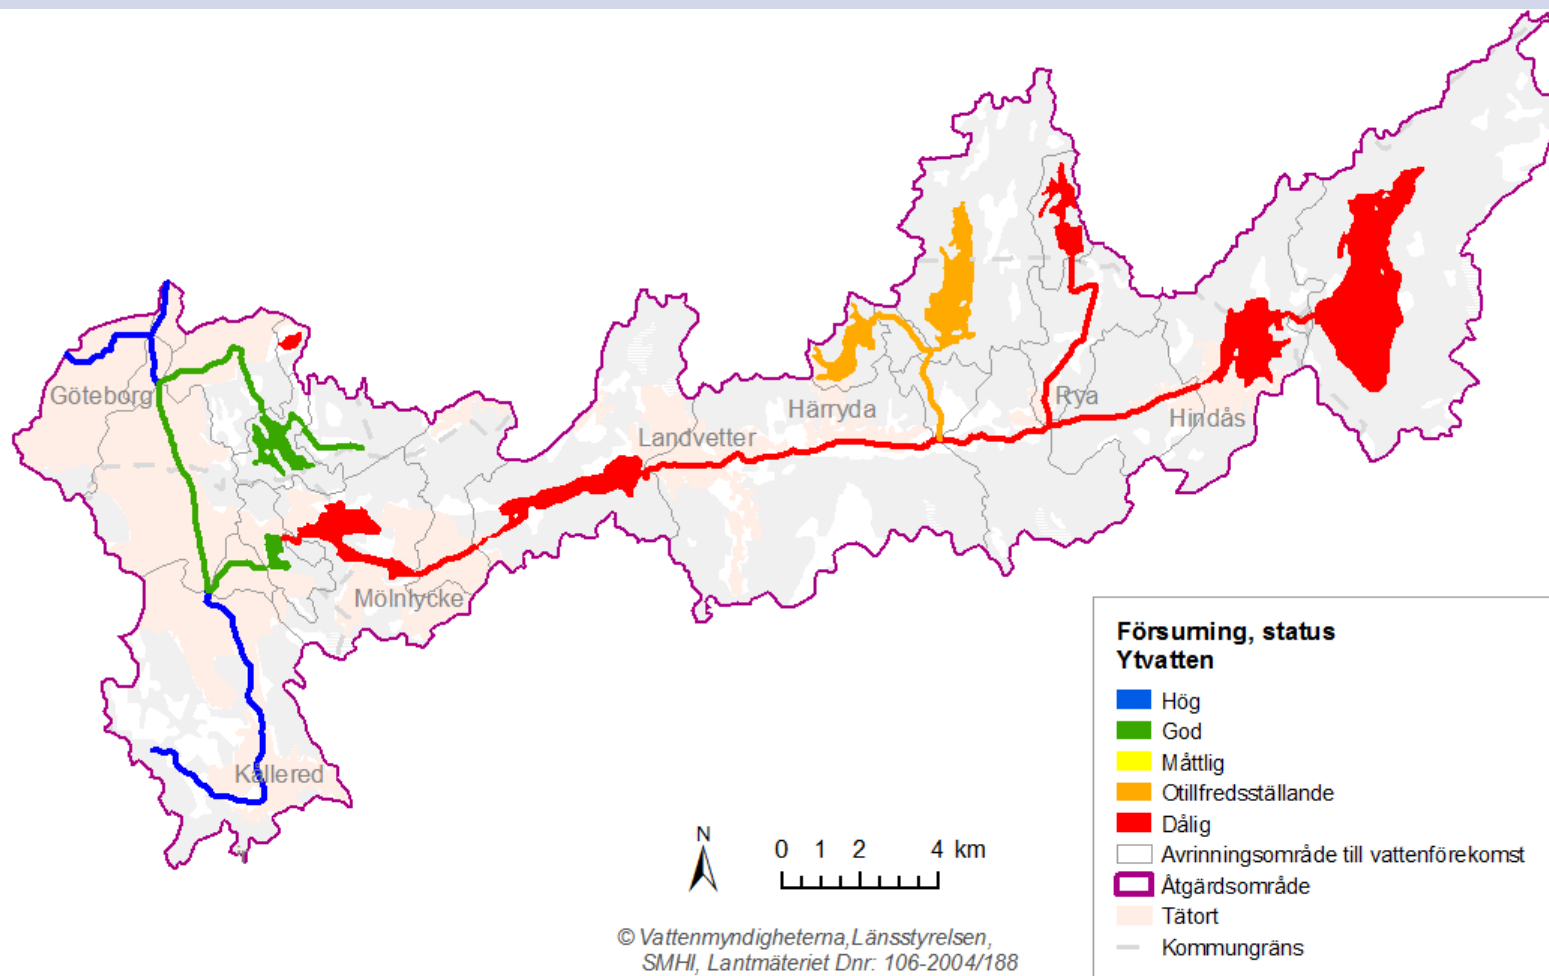 Göteborg
Härryda
Rya
Landvetter
Hindås
Mölnlycke
Kållered
Försurning, status
Ytvatten
Hög
God
Måttlig
Otillfredsställande
Dålig
Avrinningsområde till vattenförekomst
Åtgärdsområde
Tätort
Kommungräns
N
0 1 2 4 km
© Vattenmyndigheterna,Länsstyrelsen,
SMHI, Lantmäteriet Dnr: 106-2004/188